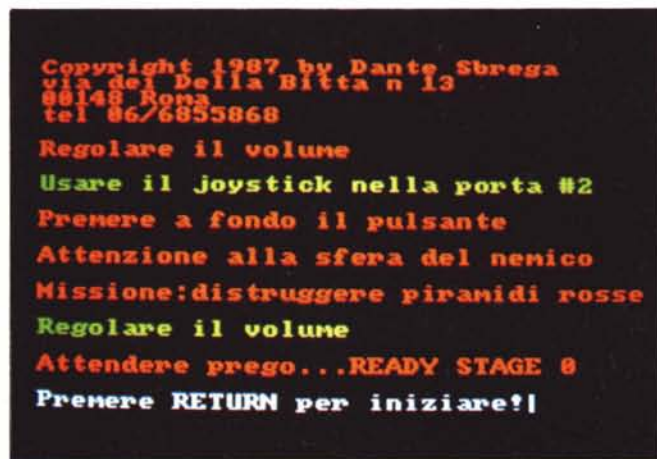 Copyright 1987 by Dante Sbrega
via dei Della Bitta n 13
00148 Roma
tel 06/6855868
Regolare il volume
Usare il joystick nella porta #2
Premere a fondo il pulsante
Attenzione alla sfera del nemico
Missione:distruggere piramidi rosse
Regolare il volume
Attendere prego...READY STAGE 0
Premere RETURN per iniziare!